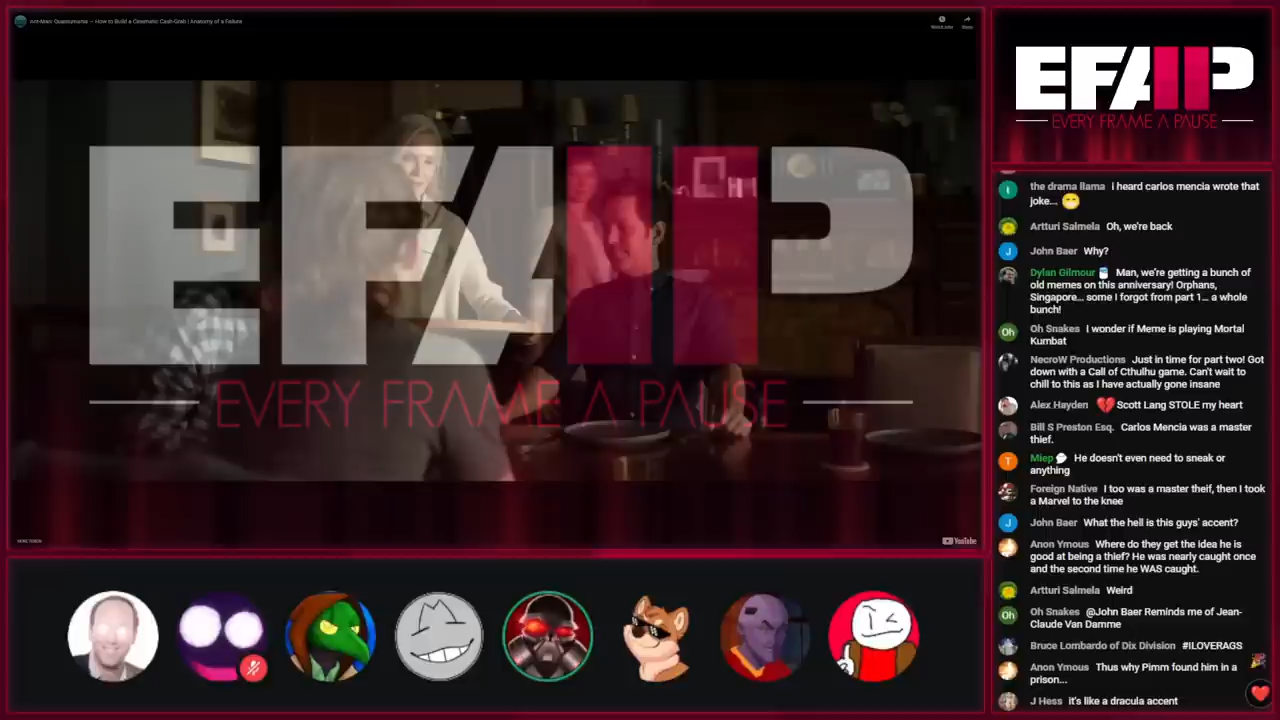 Ant-Man: Quantumania – How to Build a Cinematic Cash-Grab | Anatomy of a Failure
Watch later
Share
EFAP
EVERY FRAME A PAUSE
YouTube
EFAP
EVERY FRAME A PAUSE
the drama llama i heard carlos mencia wrote that
joke... 😁
Artturi Salmela Oh, we're back
John Baer Why?
Dylan Gilmour Man, we're getting a bunch of
old memes on this anniversary! Orphans,
Singapore... some I forgot from part 1... a whole
bunch!
Oh Snakes I wonder if Meme is playing Mortal
Kumbat
NecroW Productions Just in time for part two! Got
down with a Call of Cthulhu game. Can't wait to
chill to this as I have actually gone insane
Alex Hayden 💔Scott Lang STOLE my heart
Bill S Preston Esq. Carlos Mencia was a master
thief.
Miep He doesn't even need to sneak or
anything
Foreign Native I too was a master theif, then I took
a Marvel to the knee
John Baer What the hell is this guys' accent?
Anon Ymous Where do they get the idea he is
good at being a thief? He was nearly caught once
and the second time he WAS caught.
Artturi Salmela Weird
Oh Snakes @John Baer Reminds me of Jean-
Claude Van Damme
Bruce Lombardo of Dix Division #ILOVERAGS
Anon Ymous Thus why Pimm found him in a
prison...
J Hess it's like a dracula accent